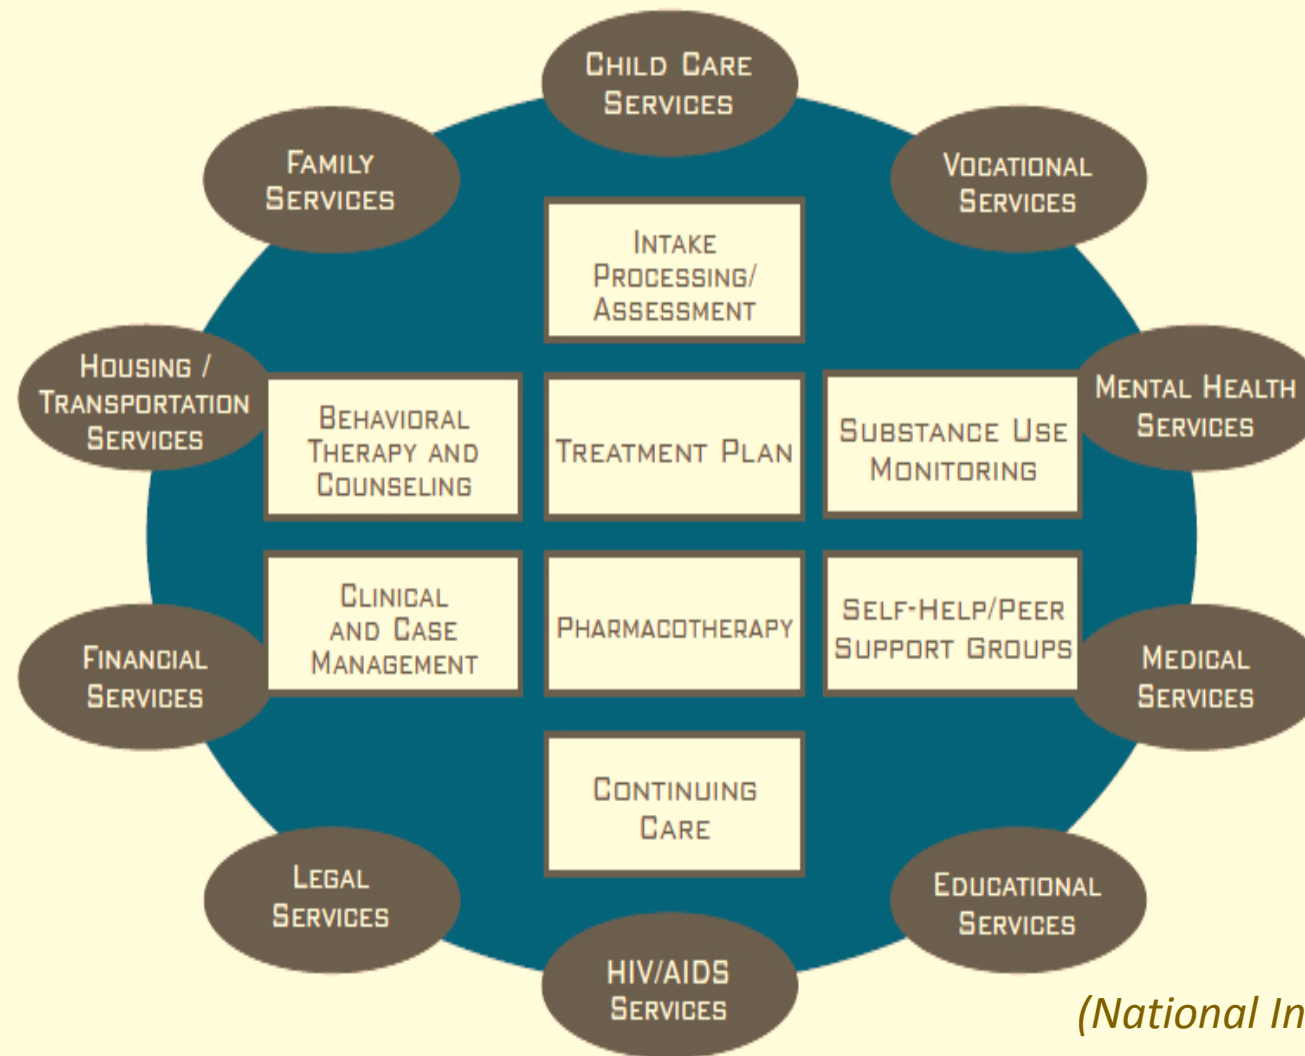 CHILD CARE
SERVICES
FAMILY
SERVICES
VOCATIONAL
SERVICES
INTAKE
PROCESSING/
ASSESSMENT
HOUSING /
TRANSPORTATION
SERVICES
BEHAVIORAL
THERAPY AND
COUNSELING
TREATMENT PLAN
SUBSTANCE USE
MONITORING
MENTAL HEALTH
SERVICES
FINANCIAL
SERVICES
CLINICAL
AND CASE
MANAGEMENT
PHARMACOTHERAPY
SELF-HELP/PEER
SUPPORT GROUPS
MEDICAL
SERVICES
CONTINUING
CARE
LEGAL
SERVICES
EDUCATIONAL
SERVICES
HIV/AIDS
SERVICES
(National In